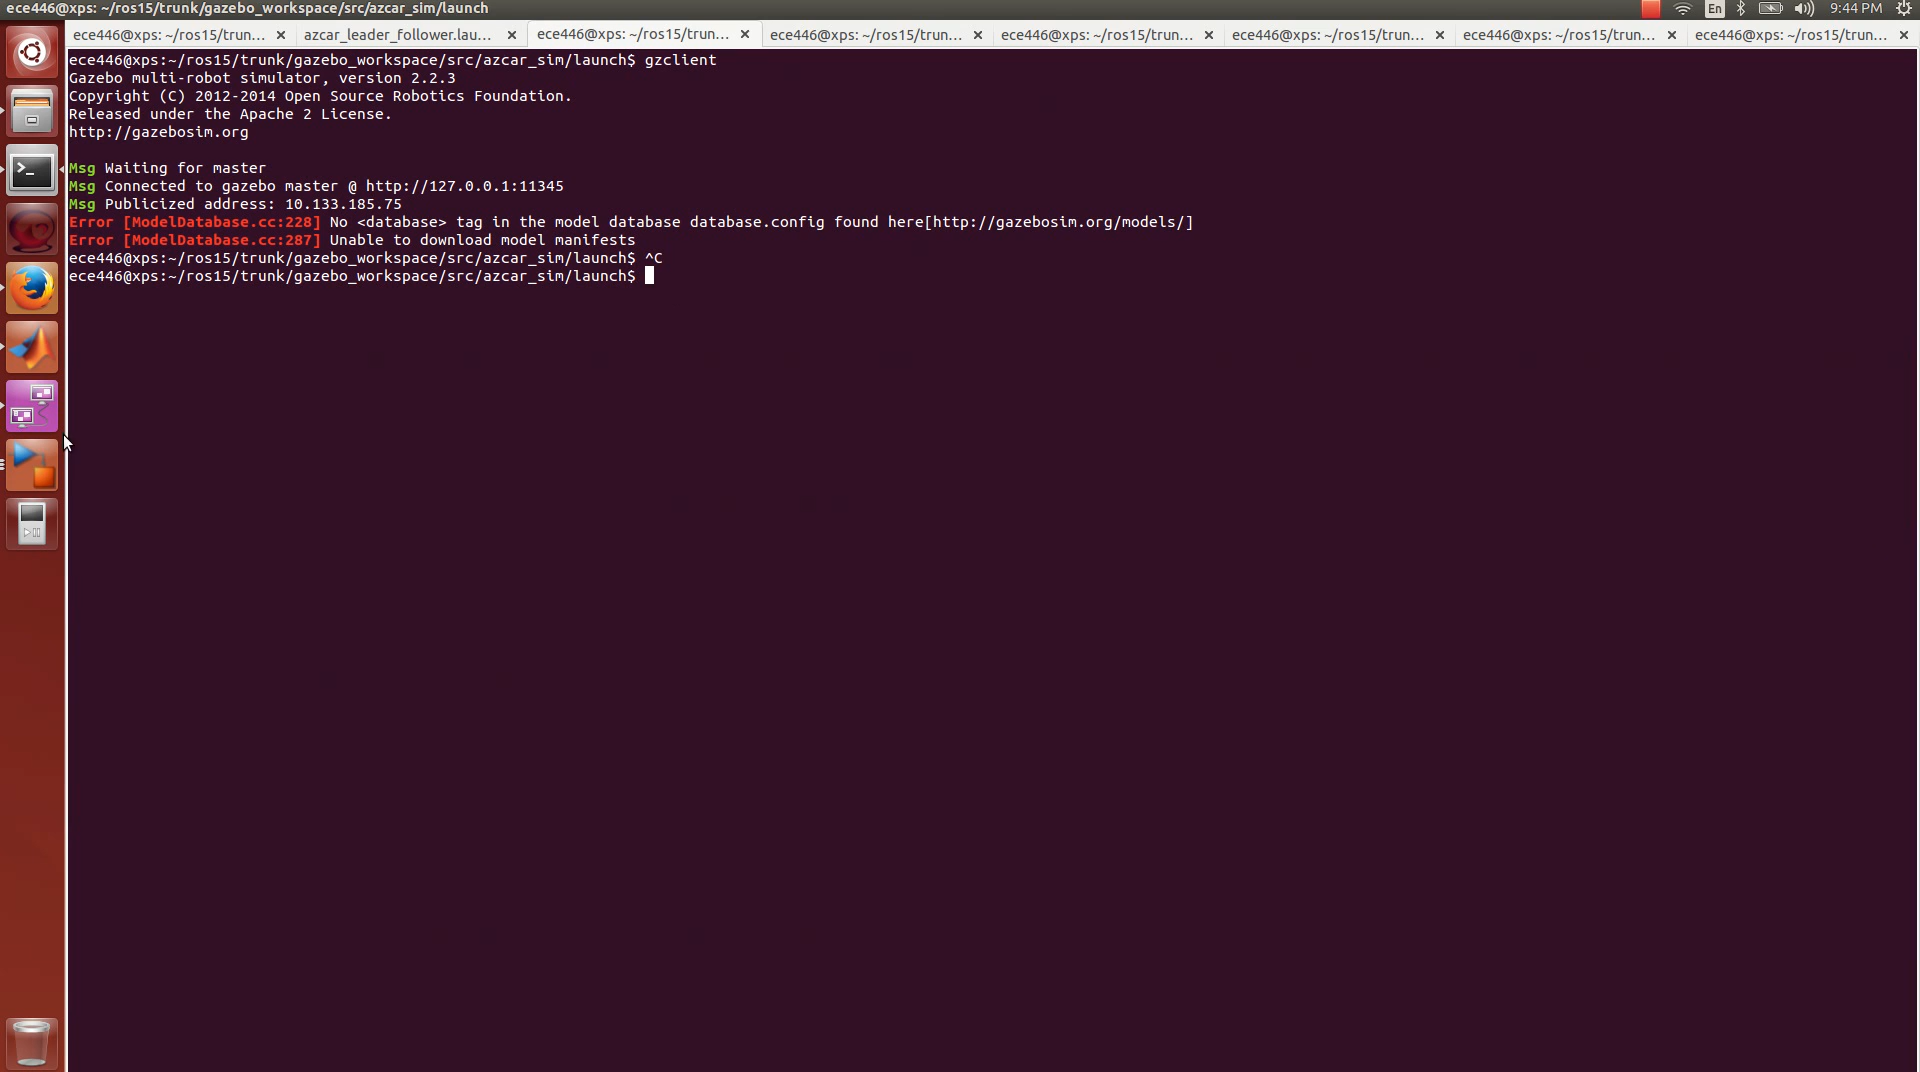 ece446@xps: ~/ros15/trunk/gazebo_workspace/src/azcar_sim/launch
En
9:44 PM
ece446@xps: ~/ros15/trun... × azcar_leader_follower.lau... × ece446@xps: ~/ros15/trun... × ece446@xps: ~/ros15/trun... × ece446@xps: ~/ros15/trun... × ece446@xps: ~/ros15/trun... × ece446@xps: ~/ros15/trun... × ece446@xps: ~/ros15/trun... ×
ece446@xps:~/ros15/trunk/gazebo_workspace/src/azcar_sim/launch$ gzclient
Gazebo multi-robot simulator, version 2.2.3
Copyright (C) 2012-2014 Open Source Robotics Foundation.
Released under the Apache 2 License.
http://gazebosim.org
Msg Waiting for master
Msg Connected to gazebo master @ http://127.0.0.1:11345
Msg Publicized address: 10.133.185.75
Error [ModelDatabase.cc:228] No <database> tag in the model database database.config found here[http://gazebosim.org/models/]
Error [ModelDatabase.cc:287] Unable to download model manifests
ece446@xps:~/ros15/trunk/gazebo_workspace/src/azcar_sim/launch$ ^C
ece446@xps:~/ros15/trunk/gazebo_workspace/src/azcar_sim/launch$